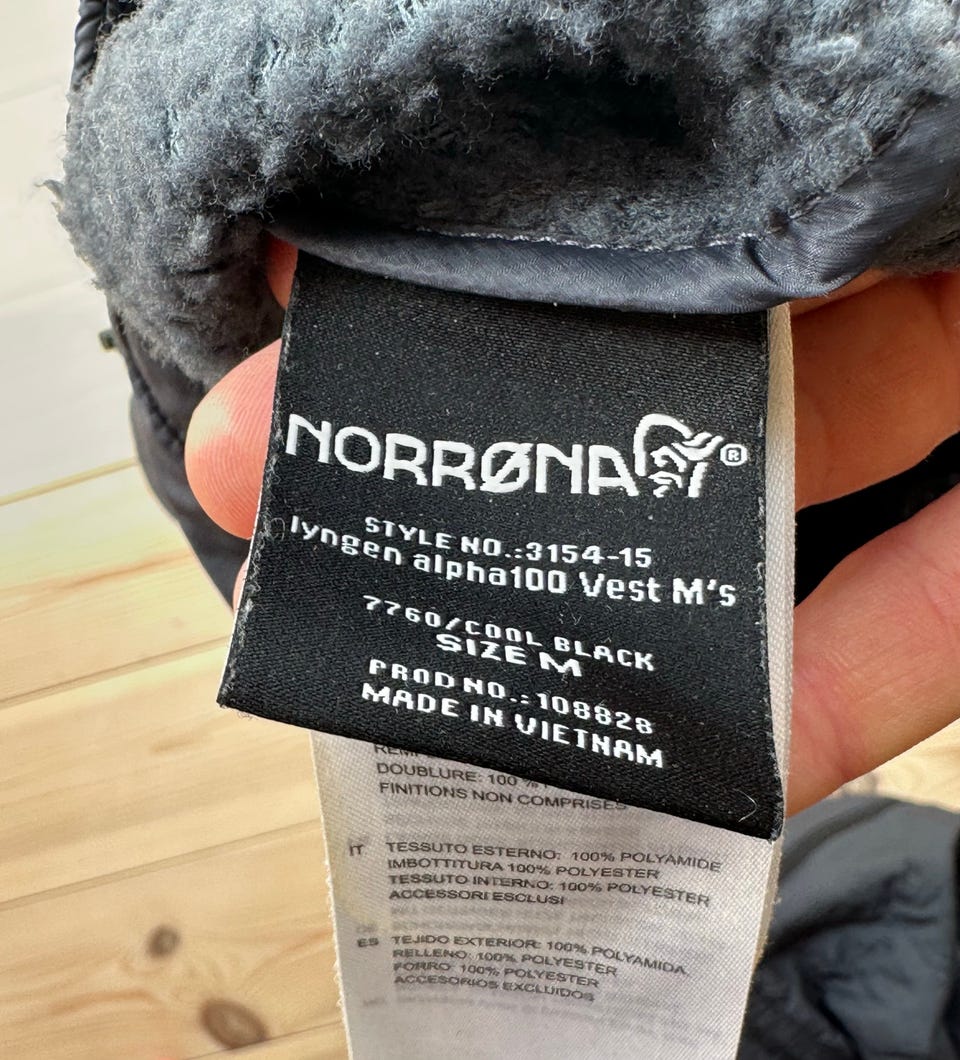 NORRØNA®
STYLE NO.:3154-15
lyngen alpha100 Vest M's
7760/COOL BLACK
SIZE M
PROD NO.:108828
MADE IN VIETNAM
DOUBLURE: 100 %
FINITIONS NON COMPRISES
IT TESSUTO ESTERNO: 100% POLYAMIDE
IMBOTTITURA 100% POLYESTER
TESSUTO INTERNO: 100% POLYESTER
ACCESSORI ESCLUSI
ES TEJIDO EXTERIOR: 100% POLYAMIDA
RELLENO: 100% POLYESTER
FORRO: 100% POLYESTER
ACCESORIOS EXCLUIDOS